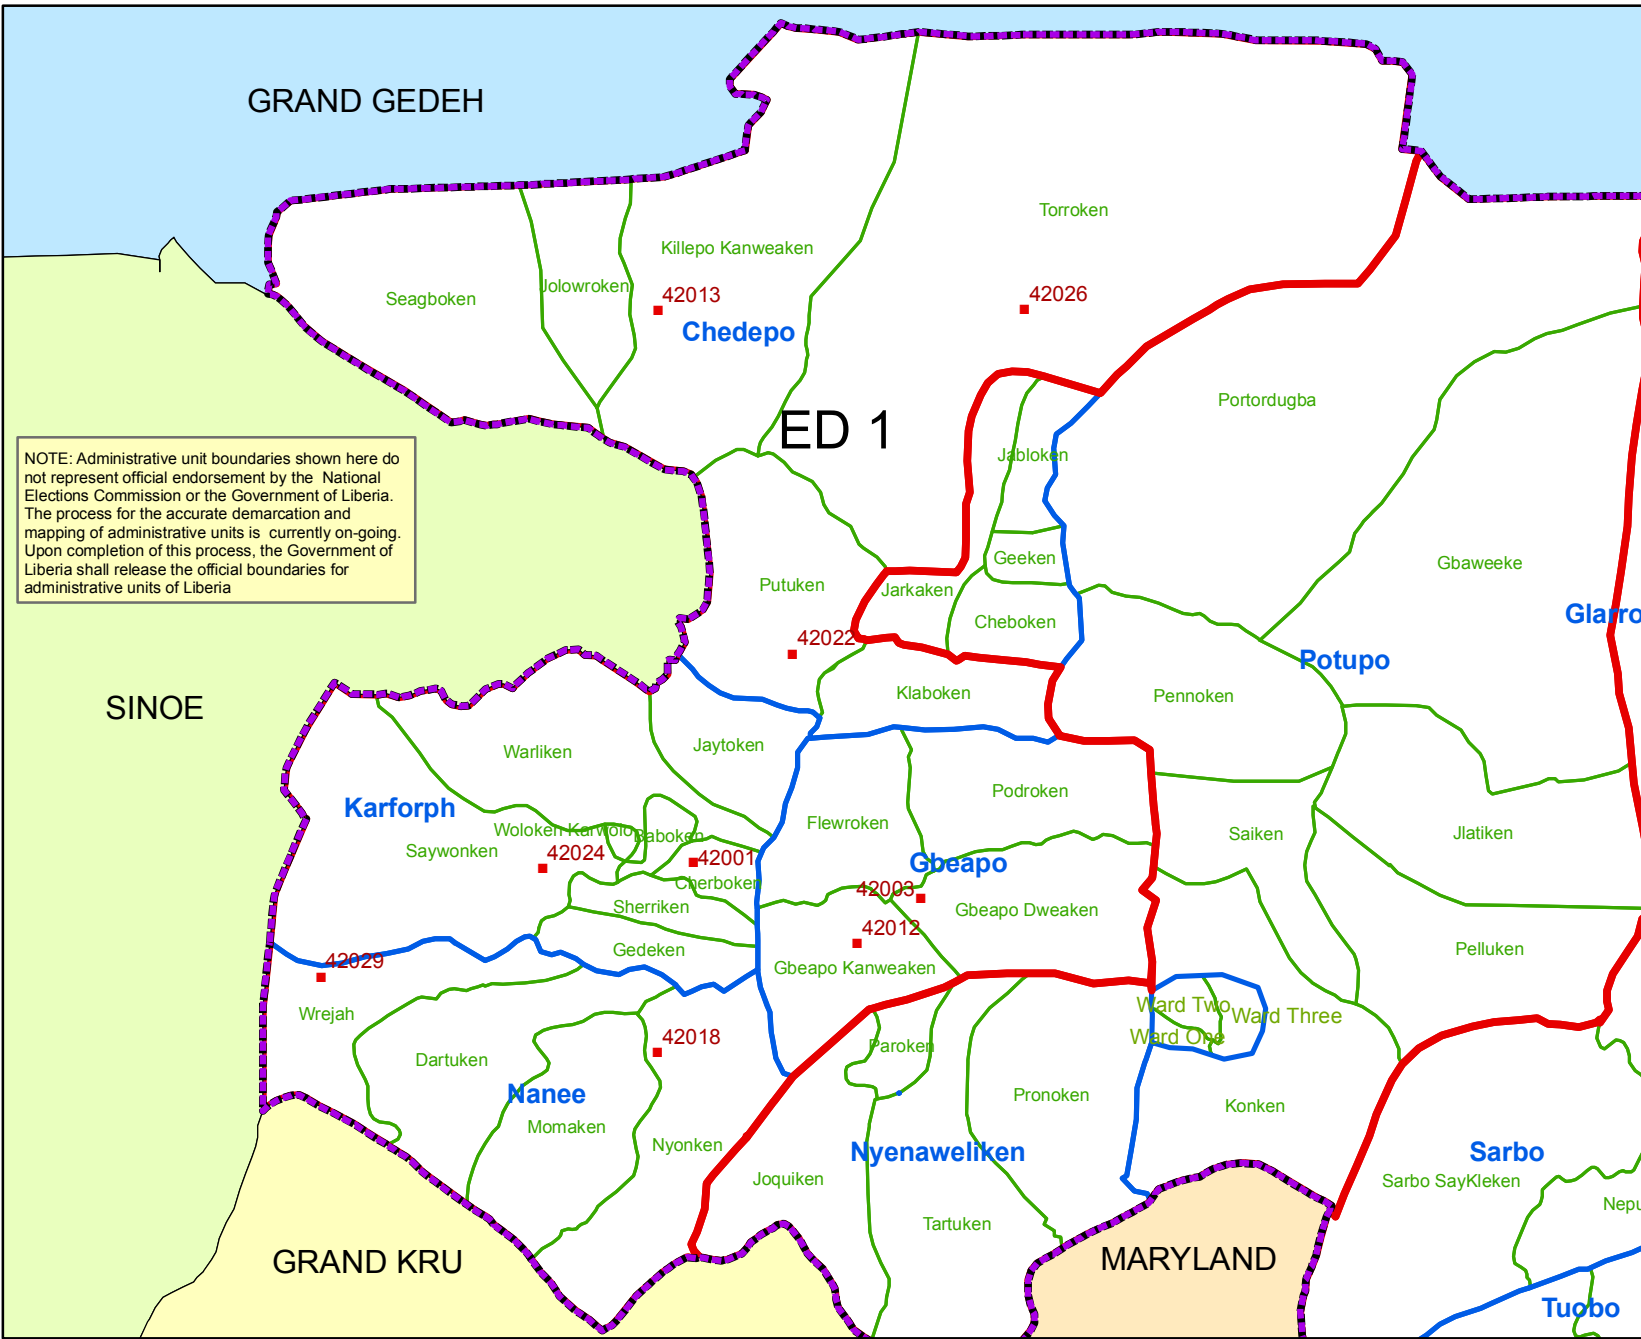 GRAND GEDEH
Torroken
Killepo Kanweaken
Jolowroken
Seagboken
42013
42026
Chedepo
Portordugba
ED 1
Jabloken
NOTE: Administrative unit boundaries shown here do
not represent official endorsement by the National
Elections Commission or the Government of Liberia.
The process for the accurate demarcation and
mapping of administrative units is currently on-going.
Upon completion of this process, the Government of
Liberia shall release the official boundaries for
administrative units of Liberia
Geeken
Gbaweeke
Putuken
Jarkaken
Glarro
Cheboken
42022
Potupo
Klaboken
Pennoken
SINOE
Warliken
Jaytoken
Podroken
Karforph
Flewroken
Woloken Karwolo
Baboken
Saiken
Jlatiken
Saywonken
42024
42001
Gbeapo
Cherboken
42003
Sherriken
Gbeapo Dweaken
42012
Gedeken
Pelluken
42029
Gbeapo Kanweaken
Wrejah
Ward Two
Ward Three
42018
Ward One
Paroken
Dartuken
Nanee
Pronoken
Konken
Momaken
Nyonken
Nyenaweliken
Sarbo
Joquiken
Sarbo SayKleken
Nepu
Tartuken
GRAND KRU
MARYLAND
Tuobo